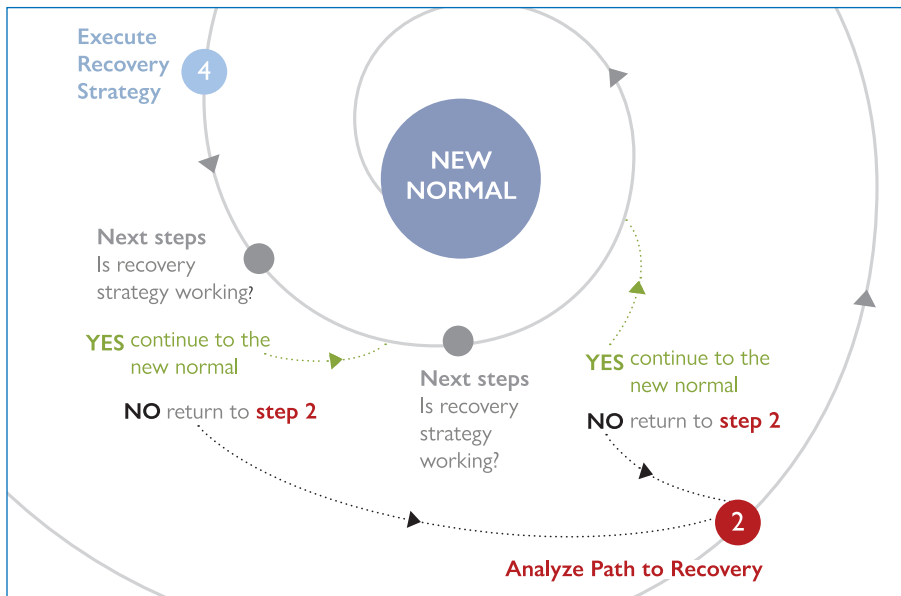 Execute
Recovery
Strategy
4
NEW
NORMAL
Next steps
Is recovery
strategy working?
YES continue to the
new normal
NO return to step 2
Next steps
Is recovery
strategy
working?
YES continue to the
new normal
NO return to step 2
2
Analyze Path to Recovery